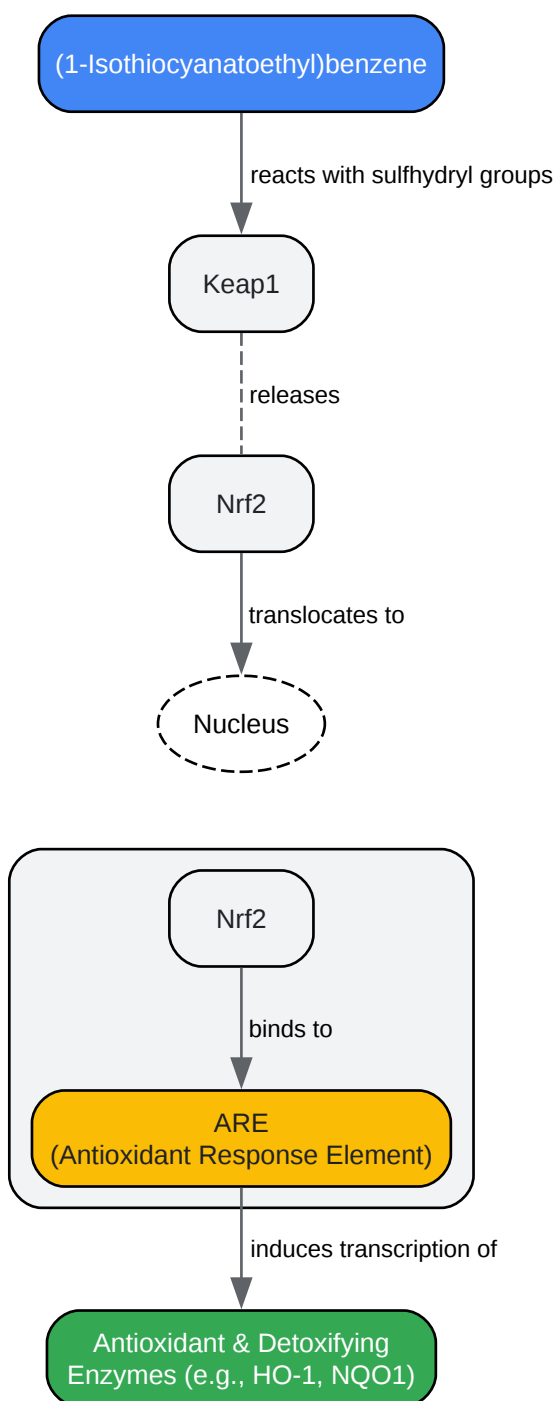 (1-Isothiocyanatoethyl)benzene
reacts with sulfhydryl groups
Keap1
releases
Nrf2
translocates to
Nucleus
Nrf2
binds to
ARE
(Antioxidant Response Element)
induces transcription of
Antioxidant & Detoxifying
Enzymes (e.g., HO-1, NQO1)